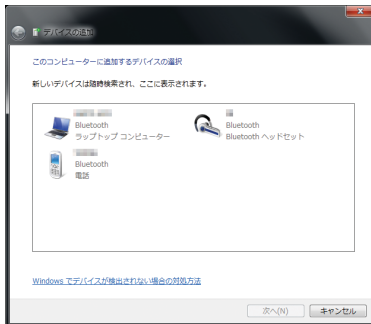 デバイスの追加
このコンピューターに追加するデバイスの選択
新しいデバイスは随時検索され、ここに表示されます。
Bluetooth
ラップトップ コンピューター
Bluetooth
Bluetooth ヘッドセット
Bluetooth
電話
Windows でデバイスが検出されない場合の対処方法
次へ(N)
キャンセル